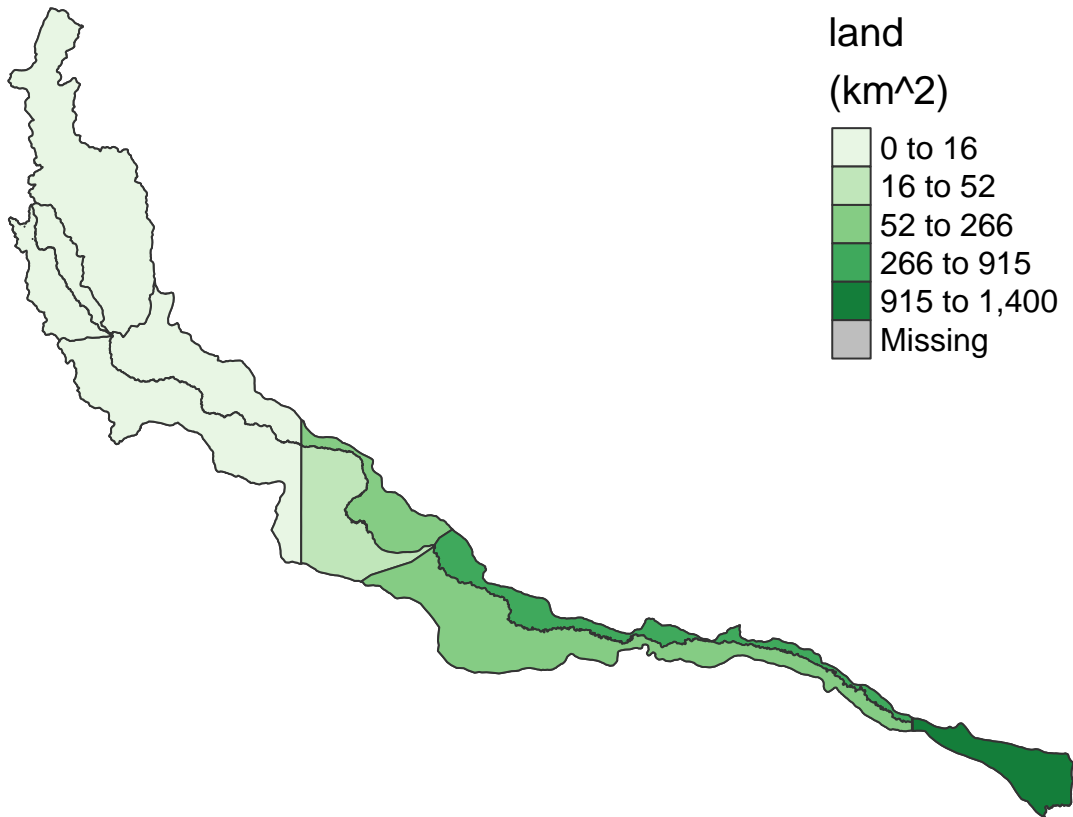 land
(km^2)
0 to 16
16 to 52
52 to 266
266 to 915
915 to 1,400
Missing